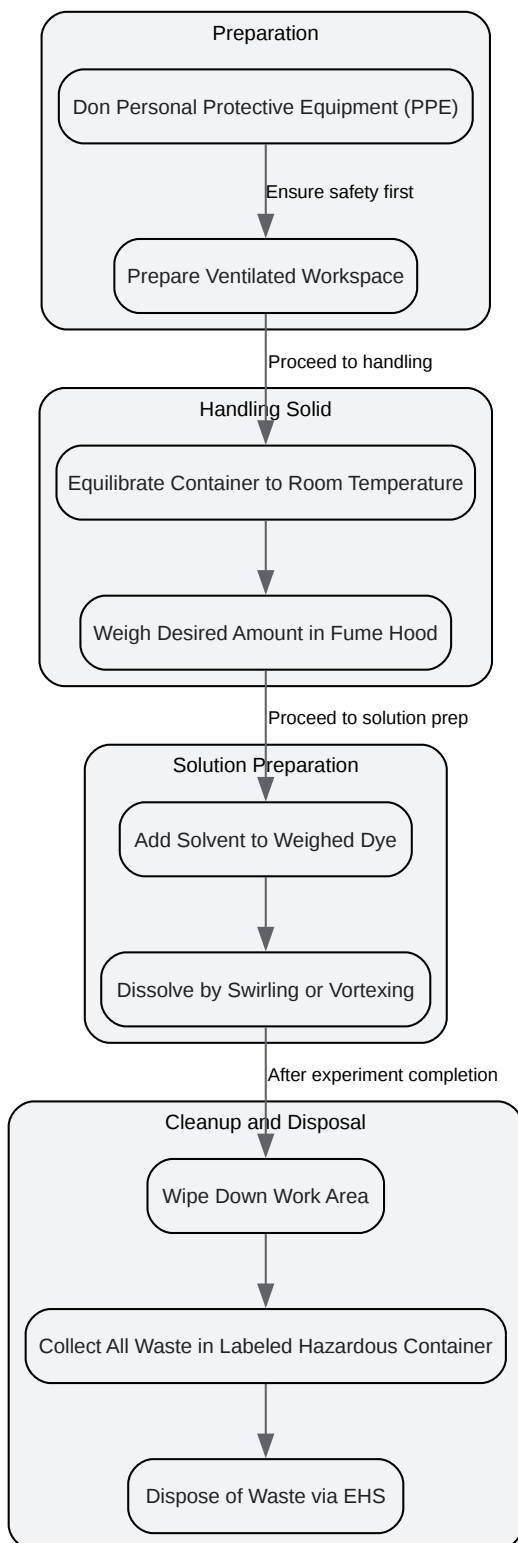 Preparation
Don Personal Protective Equipment (PPE)
Ensure safety first
Prepare Ventilated Workspace
Proceed to handling
Handling Solid
Equilibrate Container to Room Temperature
Weigh Desired Amount in Fume Hood
Proceed to solution prep
Solution Preparation
Add Solvent to Weighed Dye
Dissolve by Swirling or Vortexing
After experiment completion
Cleanup and Disposal
Wipe Down Work Area
Collect All Waste in Labeled Hazardous Container
Dispose of Waste via EHS